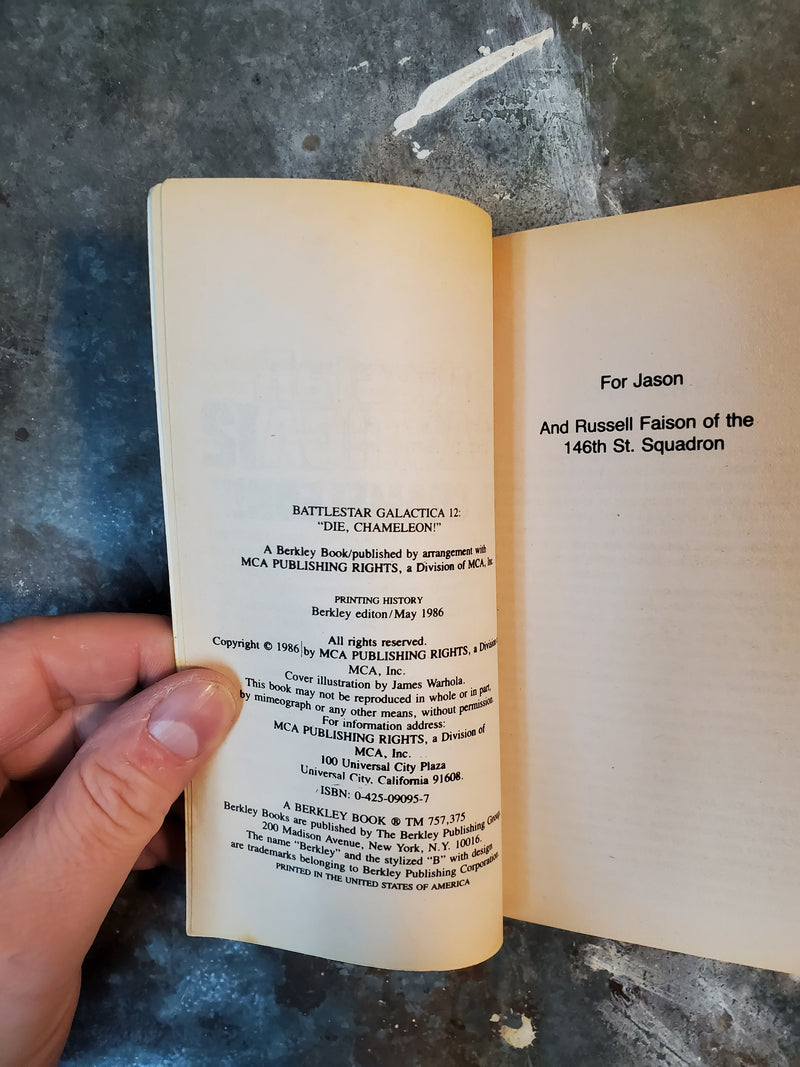 BATTLESTAR GALACTICA 12:
"DIE, CHAMELEON!"
A Berkley Book/published by arrangement with
MCA PUBLISHING RIGHTS, a Division of MCA, Inc.
PRINTING HISTORY
Berkley editon/May 1986
All rights reserved.
Copyright © 1986 by MCA PUBLISHING RIGHTS, a Division
MCA, Inc.
Cover illustration by James Warhola.
This book may not be reproduced in whole or in part,
by mimeograph or any other means, without permission.
For information address:
MCA PUBLISHING RIGHTS, a Division of
MCA, Inc.
100 Universal City Plaza
Universal City, California 91608.
ISBN: 0-425-09095-7
A BERKLEY BOOK ® TM 757,375
Berkley Books are published by The Berkley Publishing Group
200 Madison Avenue, New York, N.Y. 10016.
The name "Berkley" and the stylized "B" with design
are trademarks belonging to Berkley Publishing Corporation.
PRINTED IN THE UNITED STATES OF AMERICA
For Jason
And Russell Faison of the
146th St. Squadron